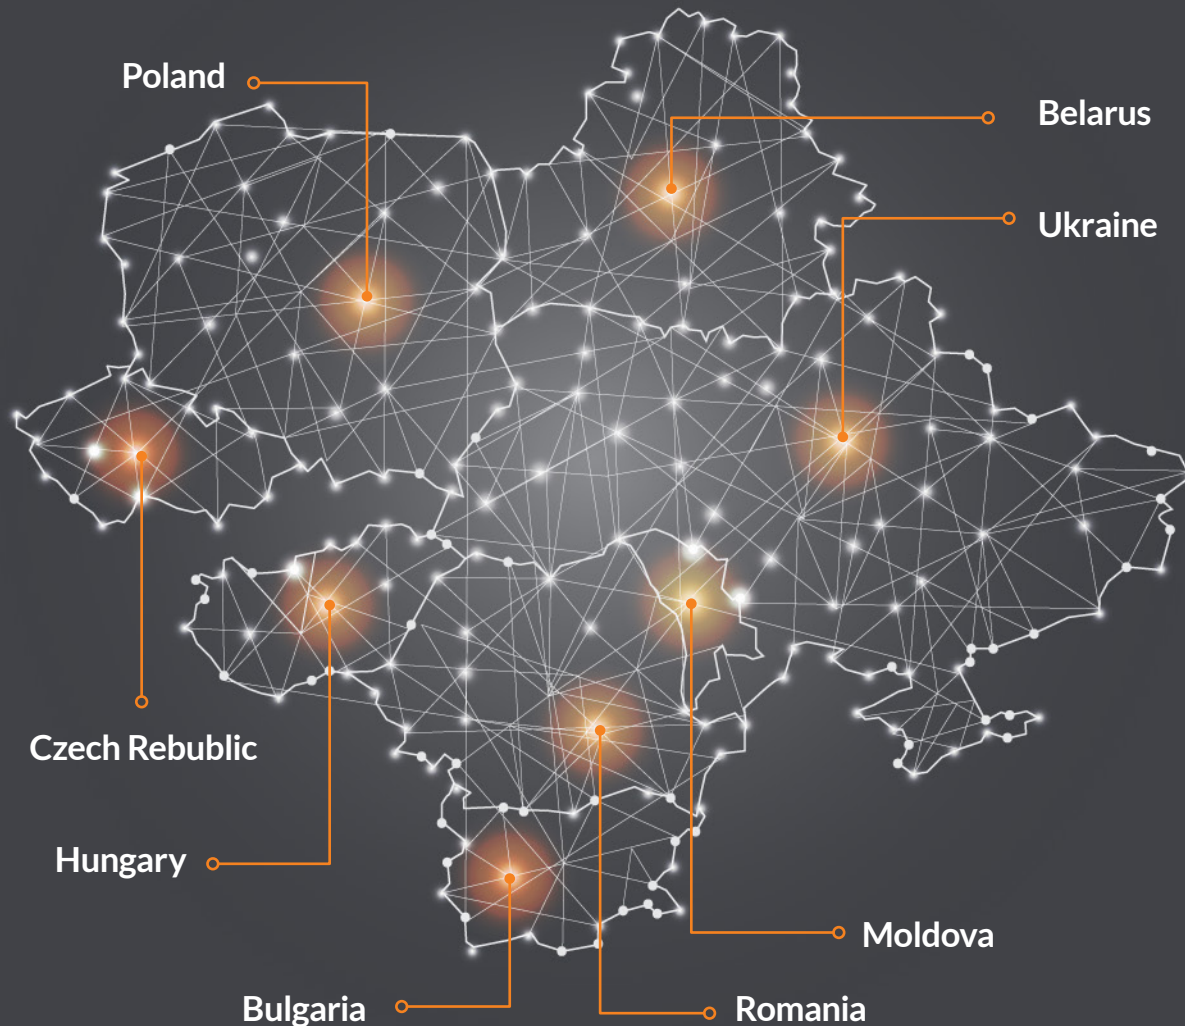 Poland
Belarus
Ukraine
Czech Rebublic
Hungary
Moldova
Bulgaria
Romania